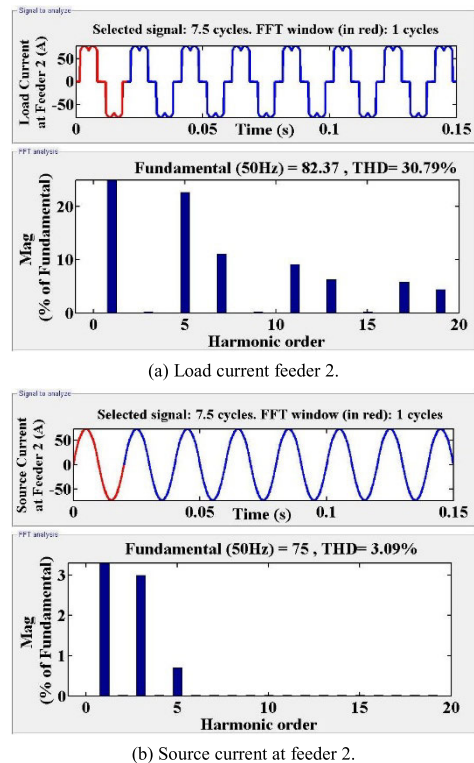 Signal to analyze
Selected signal: 7.5 cycles. FFT window (in red): 1 cycles
Load Current
at Feeder 2 (A)
50
0
-50
0
0.05
0.1
0.15
Time (s)
FFT analysis
Fundamental (50Hz) = 82.37 , THD= 30.79%
Mag
(% of Fundamental)
20
10
0
0
5
10
15
20
Harmonic order
(a) Load current feeder 2.
Signal to analyze
Selected signal: 7.5 cycles. FFT window (in red): 1 cycles
Source Current
at Feeder 2 (A)
50
0
-50
0
0.05
0.1
0.15
Time (s)
FFT analysis
Fundamental (50Hz) = 75 , THD= 3.09%
Mag
(% of Fundamental)
3
2
1
0
0
5
10
15
20
Harmonic order
(b) Source current at feeder 2.